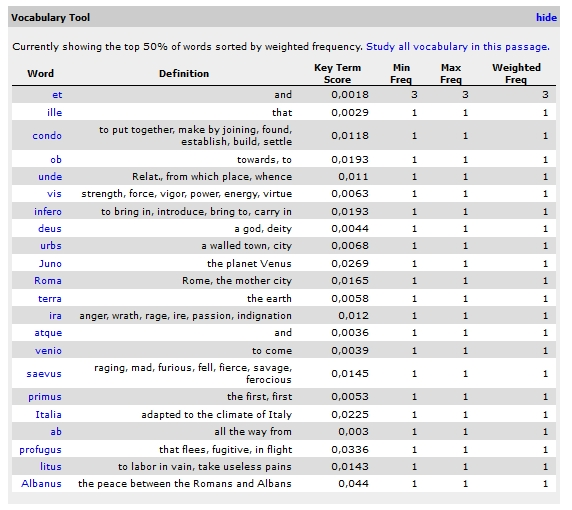 Vocabulary Tool hide
Currently showing the top 50% of words sorted by weighted frequency. Study all vocabulary in this passage.
Word Definition Key Term Score Min Freq Max Freq Weighted Freq
et and 0,0018 3 3 3
ille that 0,0029 1 1 1
condo to put together, make by joining, found, establish, build, settle 0,0118 1 1 1
ob towards, to 0,0193 1 1 1
unde Relat., from which place, whence 0,011 1 1 1
vis strength, force, vigor, power, energy, virtue 0,0063 1 1 1
infero to bring in, introduce, bring to, carry in 0,0193 1 1 1
deus a god, deity 0,0044 1 1 1
urbs a walled town, city 0,0068 1 1 1
Juno the planet Venus 0,0269 1 1 1
Roma Rome, the mother city 0,0165 1 1 1
terra the earth 0,0058 1 1 1
ira anger, wrath, rage, ire, passion, indignation 0,012 1 1 1
atque and 0,0036 1 1 1
venio to come 0,0039 1 1 1
saevus raging, mad, furious, fell, fierce, savage, ferocious 0,0145 1 1 1
primus the first, first 0,0053 1 1 1
Italia adapted to the climate of Italy 0,0225 1 1 1
ab all the way from 0,003 1 1 1
profugus that flees, fugitive, in flight 0,0336 1 1 1
litus to labor in vain, take useless pains 0,0143 1 1 1
Albanus the peace between the Romans and Albans 0,044 1 1 1